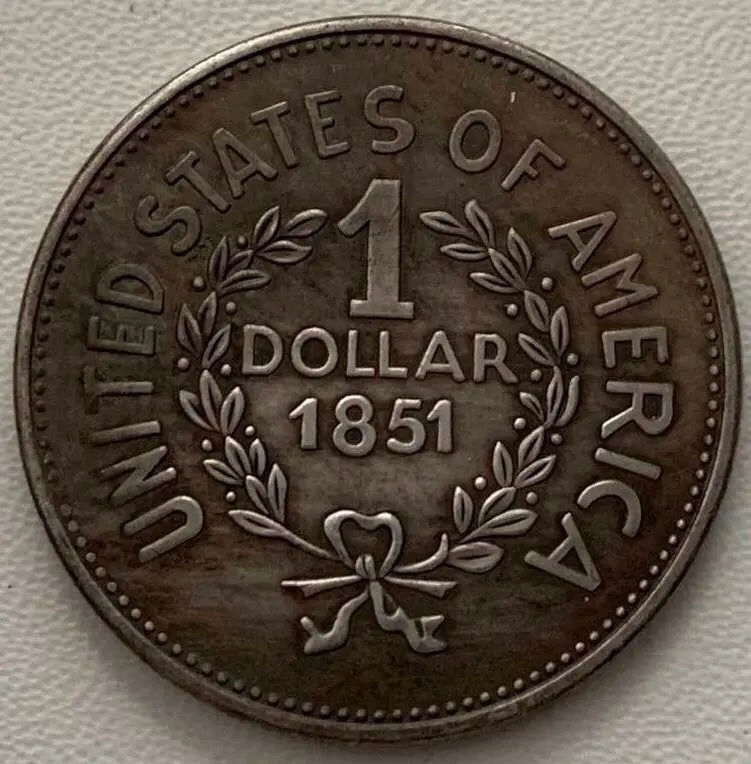 UNITED STATES OF AMERICA
1
DOLLAR
1851